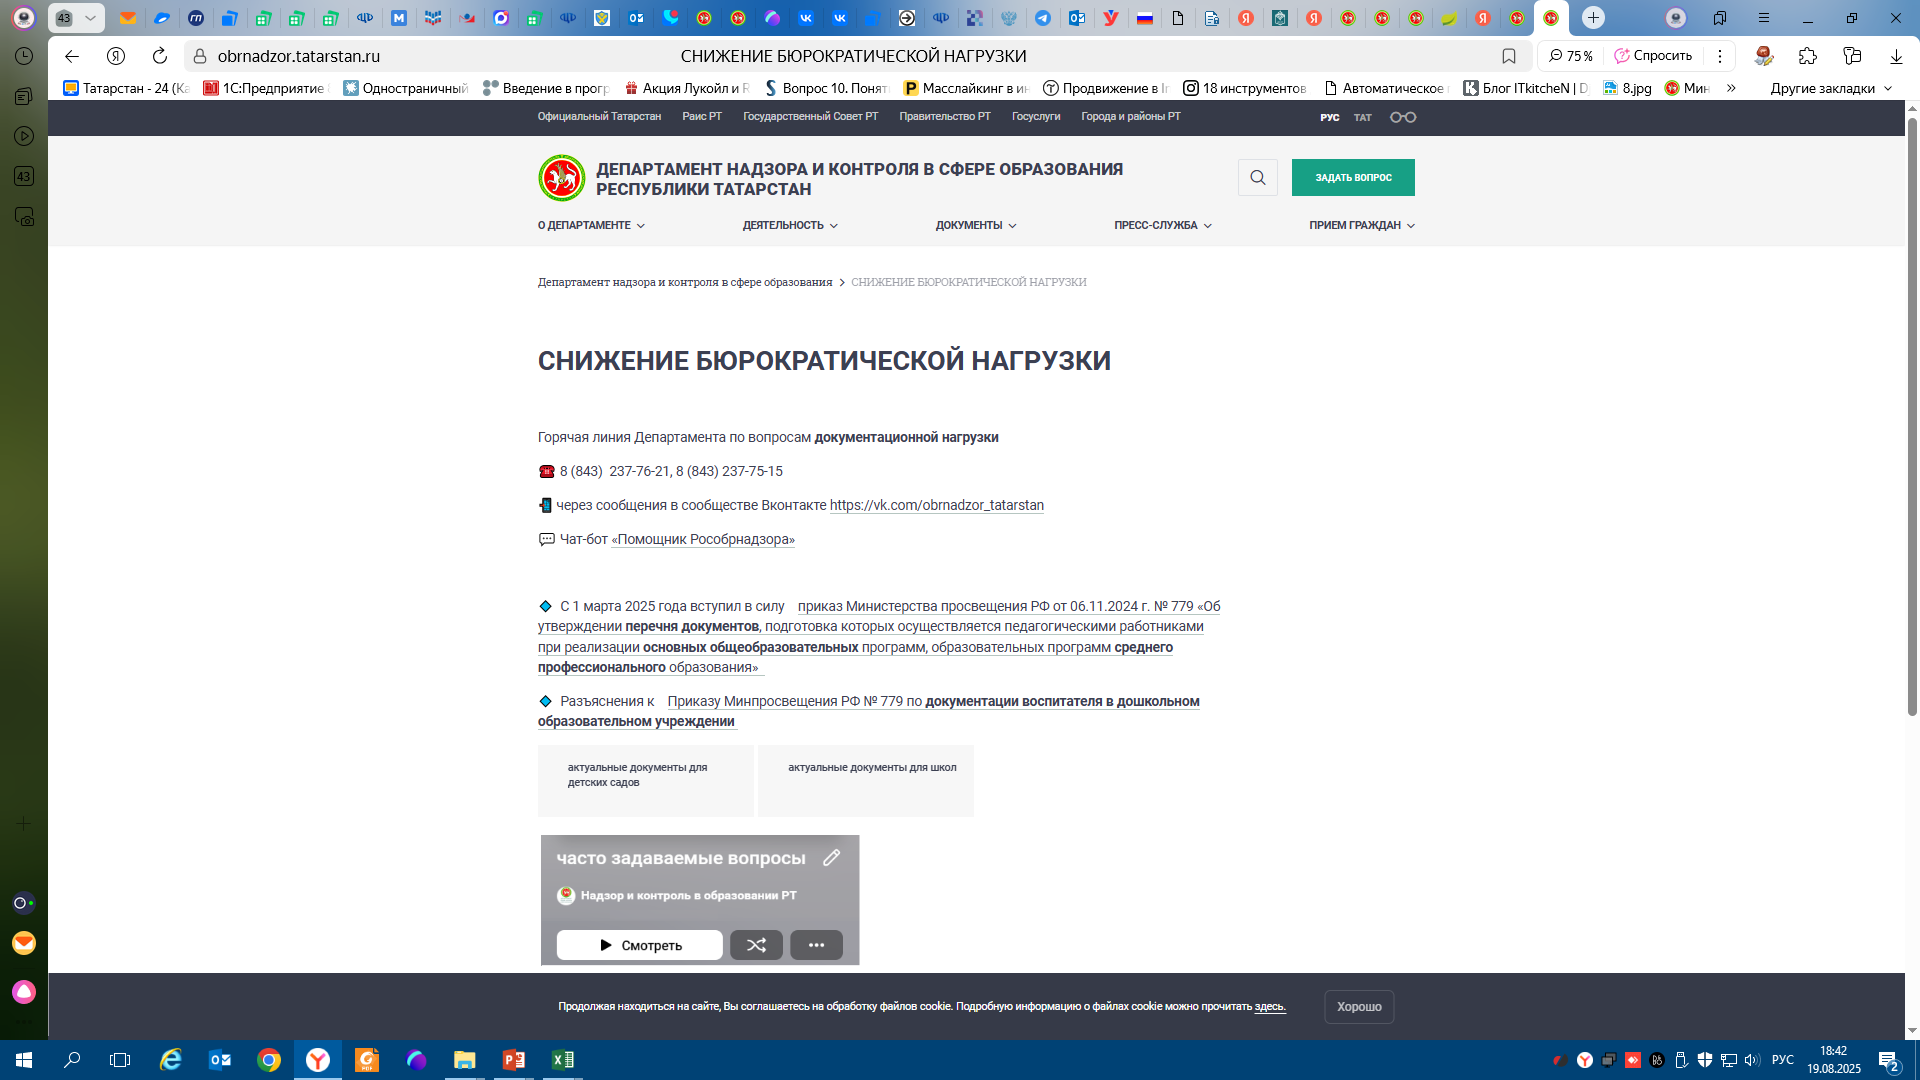 43
obrnadzor.tatarstan.ru
СНИЖЕНИЕ БЮРОКРАТИЧЕСКОЙ НАГРУЗКИ
75 %
Спросить
Татарстан - 24 (Ка
1С:Предприятие
Одностраничный
Введение в прогр
Акция Лукойл и Я
Вопрос 10. Понят
Масслайкинг в ин
Продвижение в In
18 инструментов
Автоматическое
Блог ITkitcheN | D
8.jpg
Мин
Другие закладки
43
Официальный Татарстан
Раис РТ
Государственный Совет РТ
Правительство РТ
Госуслуги
Города и районы РТ
РУС
ТАТ
ДЕПАРТАМЕНТ НАДЗОРА И КОНТРОЛЯ В СФЕРЕ ОБРАЗОВАНИЯ
РЕСПУБЛИКИ ТАТАРСТАН
ЗАДАТЬ ВОПРОС
О ДЕПАРТАМЕНТЕ
ДЕЯТЕЛЬНОСТЬ
ДОКУМЕНТЫ
ПРЕСС-СЛУЖБА
ПРИЕМ ГРАЖДАН
Департамент надзора и контроля в сфере образования > СНИЖЕНИЕ БЮРОКРАТИЧЕСКОЙ НАГРУЗКИ
СНИЖЕНИЕ БЮРОКРАТИЧЕСКОЙ НАГРУЗКИ
Горячая линия Департамента по вопросам документационной нагрузки
8 (843) 237-76-21, 8 (843) 237-75-15
через сообщения в сообществе Вконтакте https://vk.com/obrnadzor_tatarstan
Чат-бот «Помощник Рособрнадзора»
С 1 марта 2025 года вступил в силу приказ Министерства просвещения РФ от 06.11.2024 г. № 779 «Об
утверждении перечня документов, подготовка которых осуществляется педагогическими работниками
при реализации основных общеобразовательных программ, образовательных программ среднего
профессионального образования»
Разъяснения к Приказу Минпросвещения РФ № 779 по документации воспитателя в дошкольном
образовательном учреждении
актуальные документы для
детских садов
актуальные документы для школ
часто задаваемые вопросы
Надзор и контроль в образовании РТ
Смотреть
Продолжая находиться на сайте, Вы соглашаетесь на обработку файлов cookie. Подробную информацию о файлах cookie можно прочитать здесь.
Хорошо
РУС
18:42
19.08.2025
2